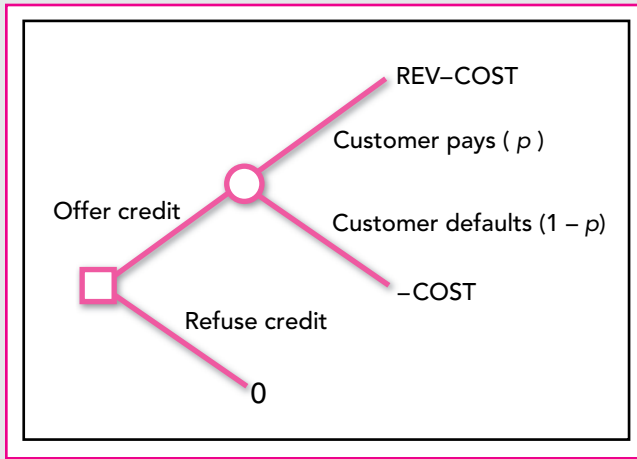 REV–COST
Customer pays ( p )
Offer credit
Customer defaults (1 – p)
–COST
Refuse credit
0